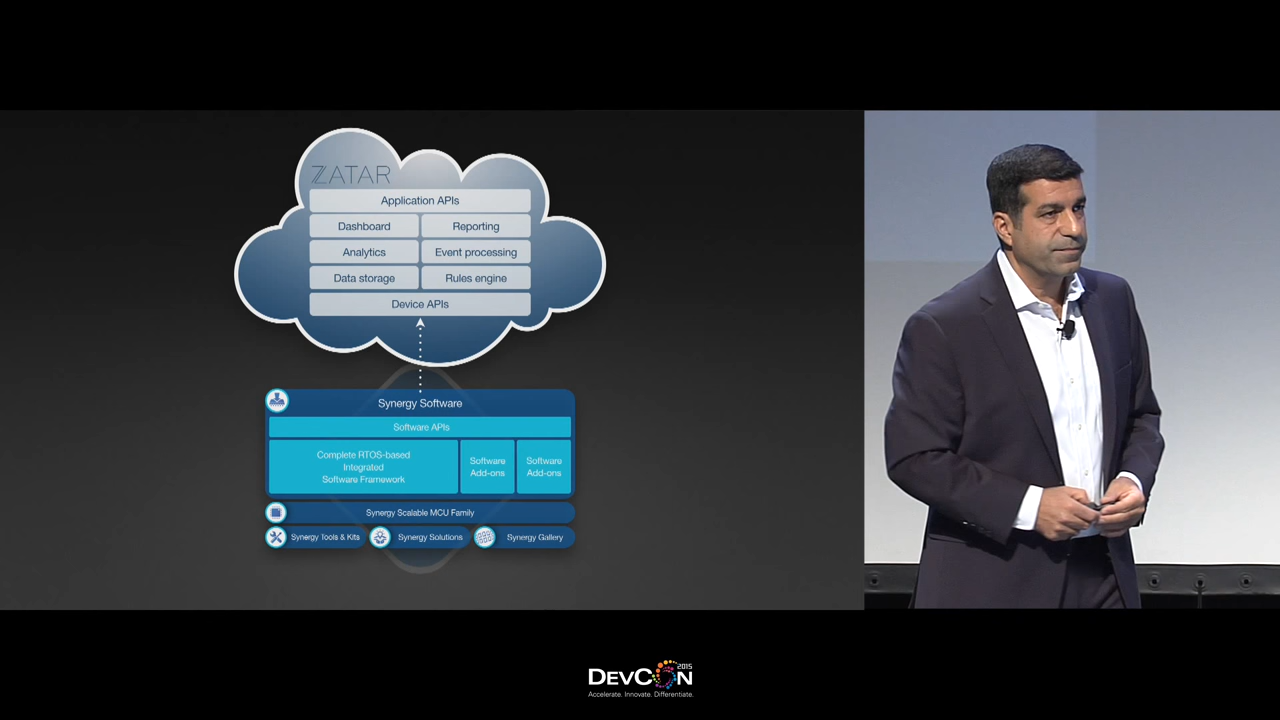 ZATAR
Application APIs
Dashboard
Reporting
Analytics
Event processing
Data storage
Rules engine
Device APIs
Synergy Software
Software APIs
Complete RTOS-based
Integrated
Software Framework
Software
Add-ons
Software
Add-ons
Synergy Scalable MCU Family
Synergy Tools & Kits
Synergy Solutions
Synergy Gallery
DEVCON
2015
Accelerate. Innovate. Differentiate.